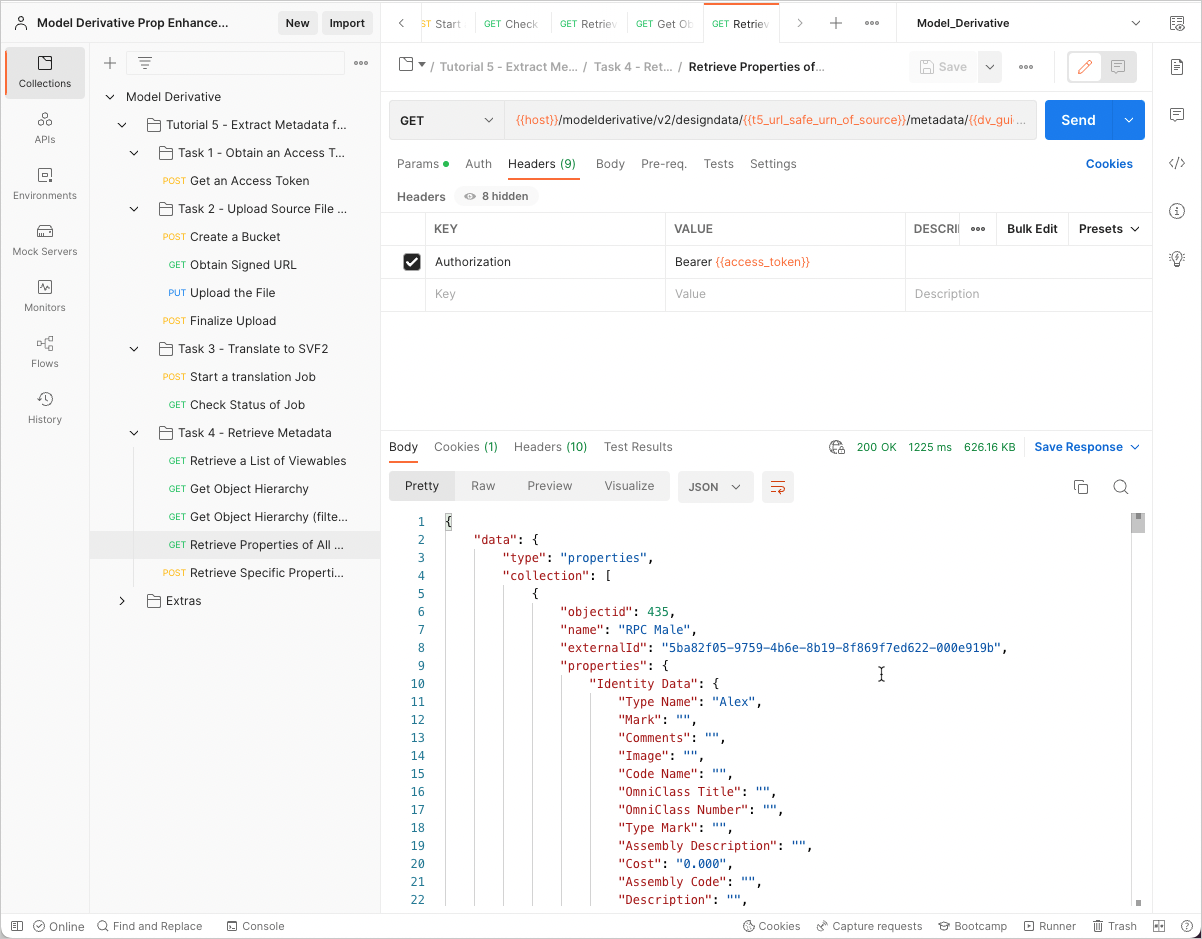 Model Derivative Prop Enhance...
New
Import
ST Start
GET Check
GET Retriev
GET Get Ob
GET Retriev
Model_Derivative
Collections
APIs
Environments
Mock Servers
Monitors
Flows
History
Model Derivative
Tutorial 5 - Extract Metadata f...
Task 1 - Obtain an Access T...
POST Get an Access Token
Task 2 - Upload Source File ...
POST Create a Bucket
GET Obtain Signed URL
PUT Upload the File
POST Finalize Upload
Task 3 - Translate to SVF2
POST Start a translation Job
GET Check Status of Job
Task 4 - Retrieve Metadata
GET Retrieve a List of Viewables
GET Get Object Hierarchy
GET Get Object Hierarchy (filte...
GET Retrieve Properties of All ...
POST Retrieve Specific Properti...
Extras
/ Tutorial 5 - Extract Me... / Task 4 - Ret... / Retrieve Properties of...
Save
GET
{{host}}/modelderivative/v2/designdata/{{t5_url_safe_urn_of_source}}/metadata/{{dv_gui ...
Send
Params
Auth
Headers (9)
Body
Pre-req.
Tests
Settings
Cookies
Headers
8 hidden
KEY
VALUE
DESCRI
Bulk Edit
Presets
Authorization
Bearer {{access_token}}
Key
Value
Description
Body
Cookies (1)
Headers (10)
Test Results
200 OK
1225 ms
626.16 KB
Save Response
Pretty
Raw
Preview
Visualize
JSON
1 {
2 "data": {
3 "type": "properties",
4 "collection": [
5 {
6 "objectid": 435,
7 "name": "RPC Male",
8 "externalId": "5ba82f05-9759-4b6e-8b19-8f869f7ed622-000e919b",
9 "properties": {
10 "Identity Data": {
11 "Type Name": "Alex",
12 "Mark": "",
13 "Comments": "",
14 "Image": "",
15 "Code Name": "",
16 "OmniClass Title": "",
17 "OmniClass Number": "",
18 "Type Mark": "",
19 "Assembly Description": "",
20 "Cost": "0.000",
21 "Assembly Code": "",
22 "Description": "",
Online
Find and Replace
Console
Cookies
Capture requests
Bootcamp
Runner
Trash